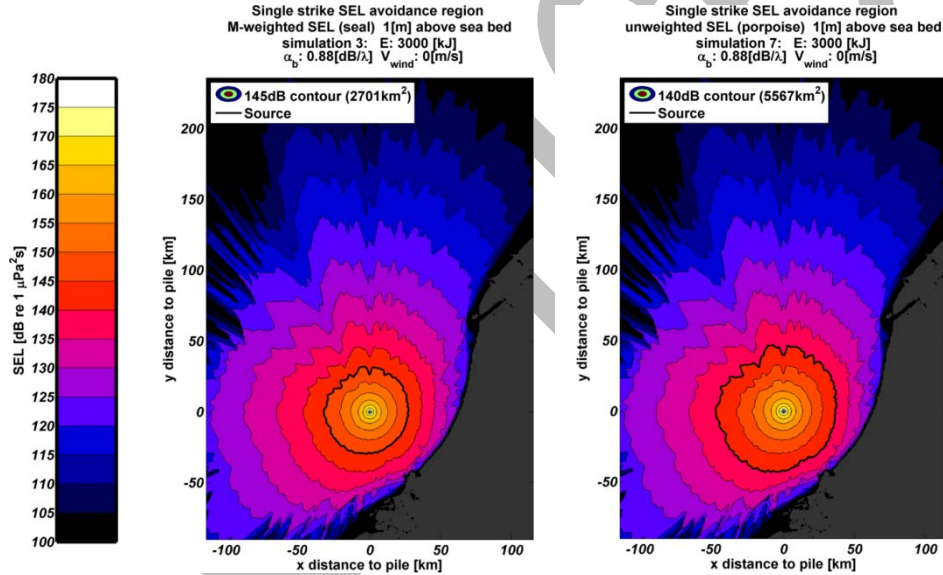 Single strike SEL avoidance region
M-weighted SEL (seal) 1[m] above sea bed
simulation 3: E: 3000 [kJ]
α_b: 0.88[dB/λ] V_wind: 0[m/s]
Single strike SEL avoidance region
unweighted SEL (porpoise) 1[m] above sea bed
simulation 7: E: 3000 [kJ]
α_b: 0.88[dB/λ] V_wind: 0[m/s]
SEL [dB re 1 μPa²s]
180
175
170
165
160
155
150
145
140
135
130
125
120
115
110
105
100
145dB contour (2701km²)
Source
y distance to pile [km]
200
150
100
50
0
-50
-100 -50 0 50 100
x distance to pile [km]
140dB contour (5567km²)
Source
y distance to pile [km]
200
150
100
50
0
-50
-100 -50 0 50 100
x distance to pile [km]